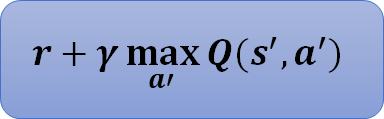 r + γ max Q(s′, a′)
a′